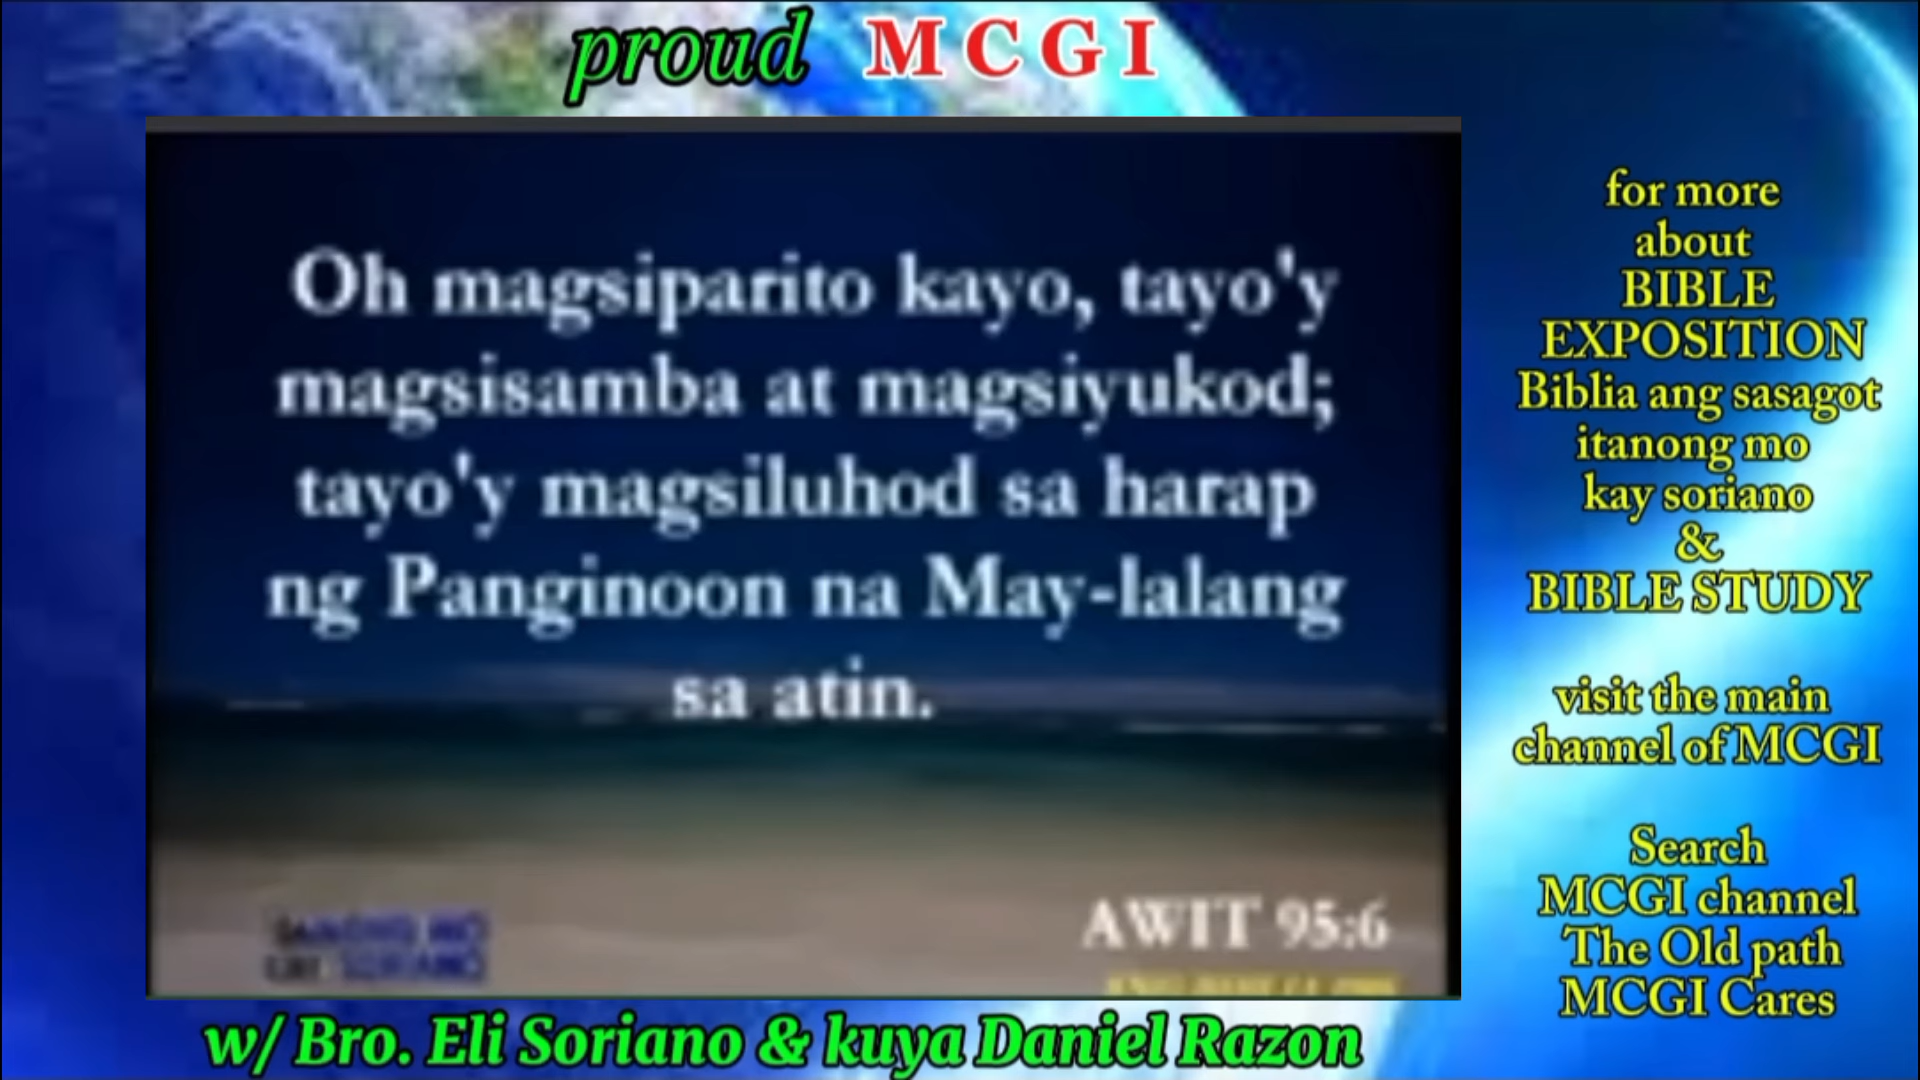 proud MCGI
Oh magsiparito kayo, tayo'y
magsisamba at magsiyukod;
tayo'y magsiluhod sa harap
ng Panginoon na May-lalang
sa atin.
AWIT 95:6
SORIANO
w/ Bro. Eli Soriano & kuya Daniel Razon
for more
about
BIBLE
EXPOSITION
Biblia ang sasagot
itanong mo
kay soriano
&
BIBLE STUDY
visit the main
channel of MCGI
Search
MCGI channel
The Old path
MCGI Cares